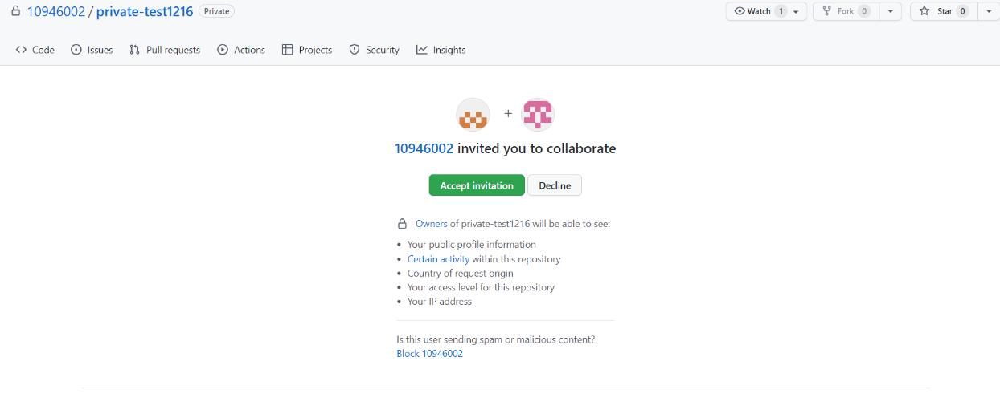 10946002 / private-test1216 Private Watch 1 Fork 0 Star 0
Code Issues Pull requests Actions Projects Security Insights
+
10946002 invited you to collaborate
Accept invitation Decline
Owners of private-test1216 will be able to see:
• Your public profile information
• Certain activity within this repository
• Country of request origin
• Your access level for this repository
• Your IP address
Is this user sending spam or malicious content?
Block 10946002